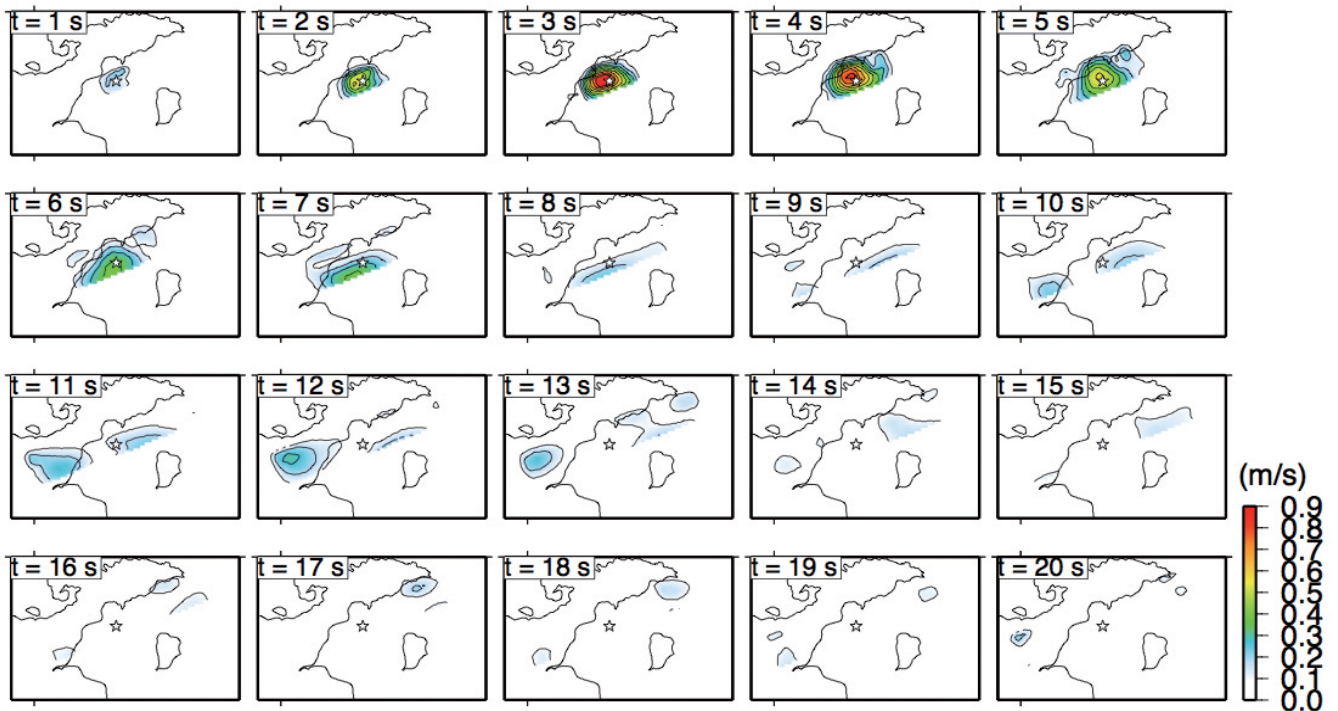 t = 1 s
t = 2 s
t = 3 s
t = 4 s
t = 5 s
t = 6 s
t = 7 s
t = 8 s
t = 9 s
t = 10 s
t = 11 s
t = 12 s
t = 13 s
t = 14 s
t = 15 s
t = 16 s
t = 17 s
t = 18 s
t = 19 s
t = 20 s
(m/s)
0.9
0.8
0.7
0.6
0.5
0.4
0.3
0.2
0.1
0.0